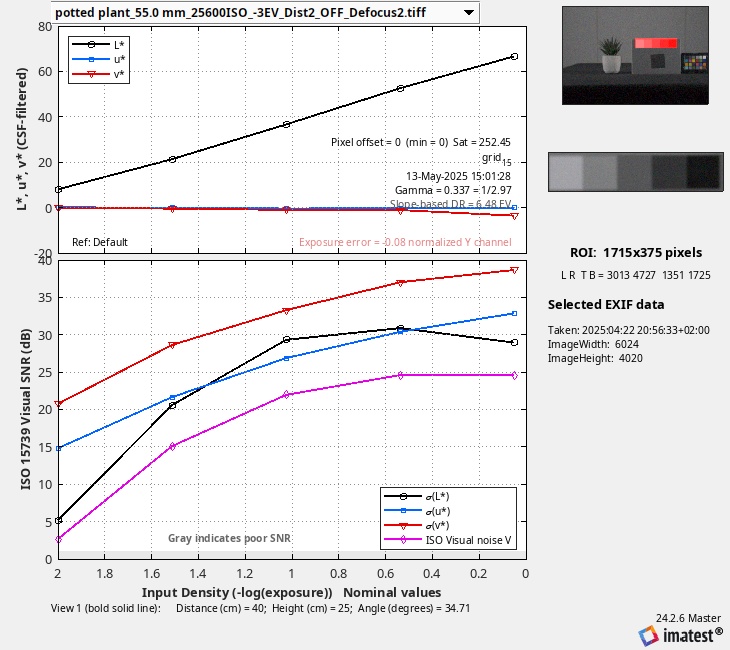 potted plant_55.0 mm_25600ISO_-3EV_Dist2_OFF_Defocus2.tiff
L*, u*, v* (CSF-filtered)
80
60
40
20
0
-20
L*
u*
v*
Pixel offset = 0 (min = 0) Sat = 252.45
grid15
13-May-2025 15:01:28
Gamma = 0.337 = 1/2.97
Slope-based DR = 6.48 EV
Ref: Default
Exposure error = -0.08 normalized Y channel
ISO 15739 Visual SNR (dB)
40
35
30
25
20
15
10
5
0
σ(L*)
σ(u*)
σ(v*)
ISO Visual noise V
Gray indicates poor SNR
2 1.8 1.6 1.4 1.2 1 0.8 0.6 0.4 0.2 0
Input Density (-log(exposure)) Nominal values
View 1 (bold solid line): Distance (cm) = 40; Height (cm) = 25; Angle (degrees) = 34.71
ROI: 1715x375 pixels
L R T B = 3013 4727 1351 1725
Selected EXIF data
Taken: 2025:04:22 20:56:33+02:00
ImageWidth: 6024
ImageHeight: 4020
24.2.6 Master
imatest®